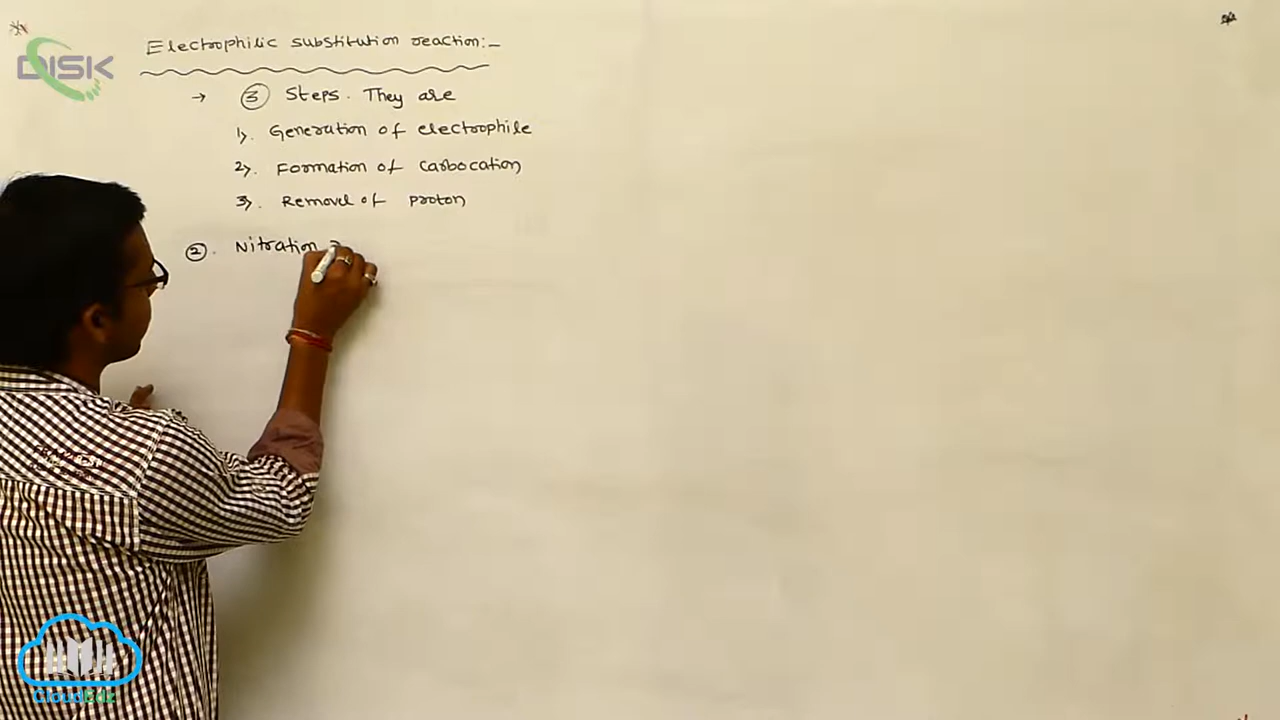 DISK
Electrophilic substitution reaction:-
→ ③ Steps. They are
1). Generation of electrophile
2). Formation of carbocation
3). Removel of proton
②. Nitration
CloudEdz